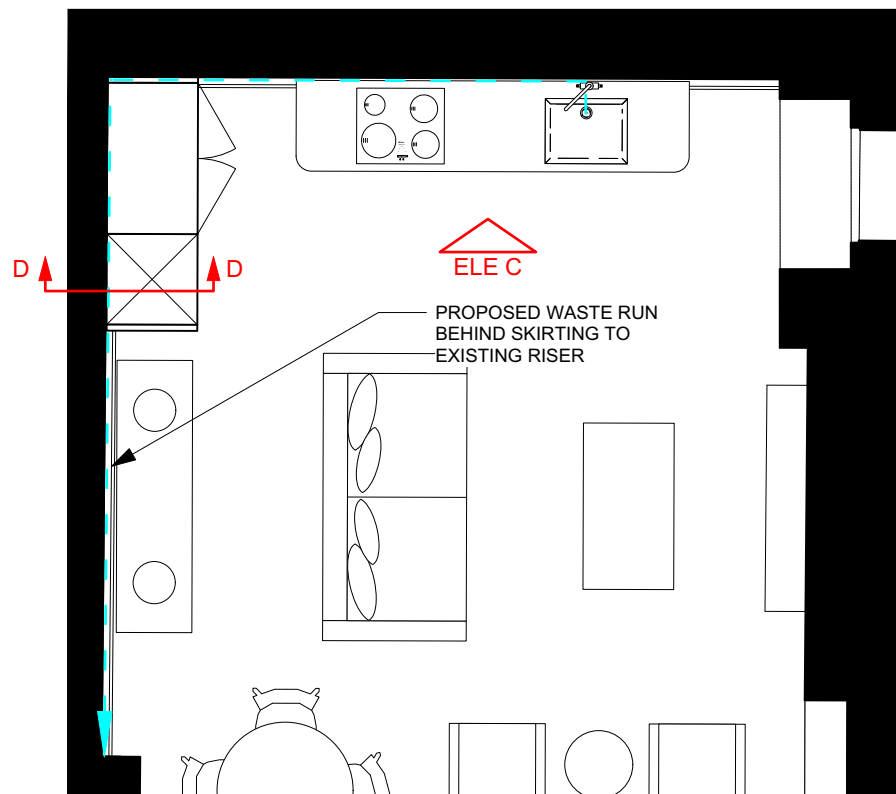 D
D
ELE C
PROPOSED WASTE RUN
BEHIND SKIRTING TO
EXISTING RISER